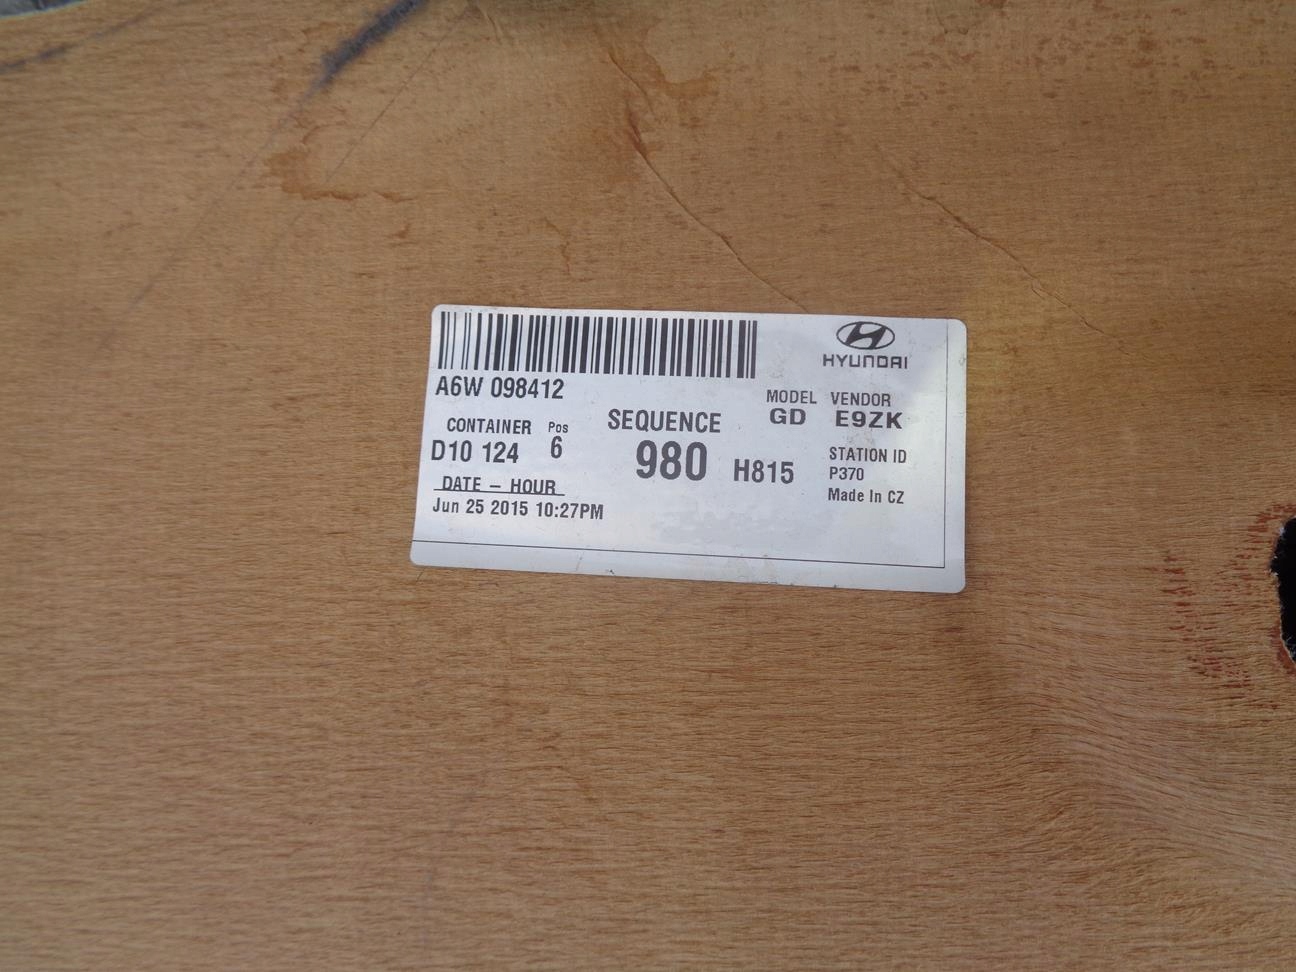 HYUNDAI
A6W 098412
MODEL VENDOR
GD E9ZK
CONTAINER Pos
D10 124 6
SEQUENCE
980 H815
STATION ID
P370
Made In CZ
DATE - HOUR
Jun 25 2015 10:27PM